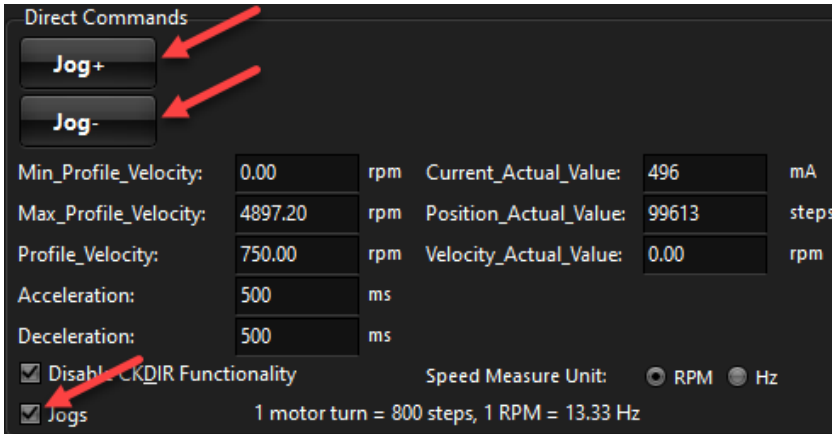 Direct Commands
Jog+
Jog-
Min_Profile_Velocity: 0.00 rpm Current_Actual_Value: 496 mA
Max_Profile_Velocity: 4897.20 rpm Position_Actual_Value: 99613 steps
Profile_Velocity: 750.00 rpm Velocity_Actual_Value: 0.00 rpm
Acceleration: 500 ms
Deceleration: 500 ms
Disable CKDIR Functionality Speed Measure Unit: RPM Hz
Jogs 1 motor turn = 800 steps, 1 RPM = 13.33 Hz